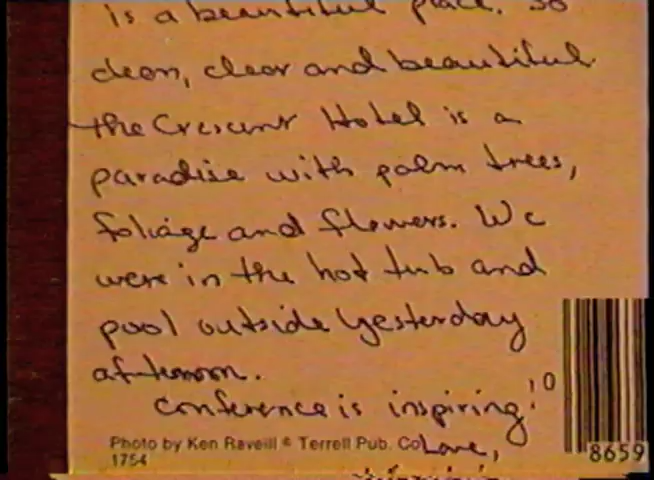 is a beautiful place. So
clean, clear and beautiful.
the Crescent Hotel is a
paradise with palm trees,
foliage and flowers. We
were in the hot tub and
pool outside yesterday
afternoon.
Conference is inspiring!
Photo by Ken Raveill © Terrell Pub. Co
Love,
1754
0
8659